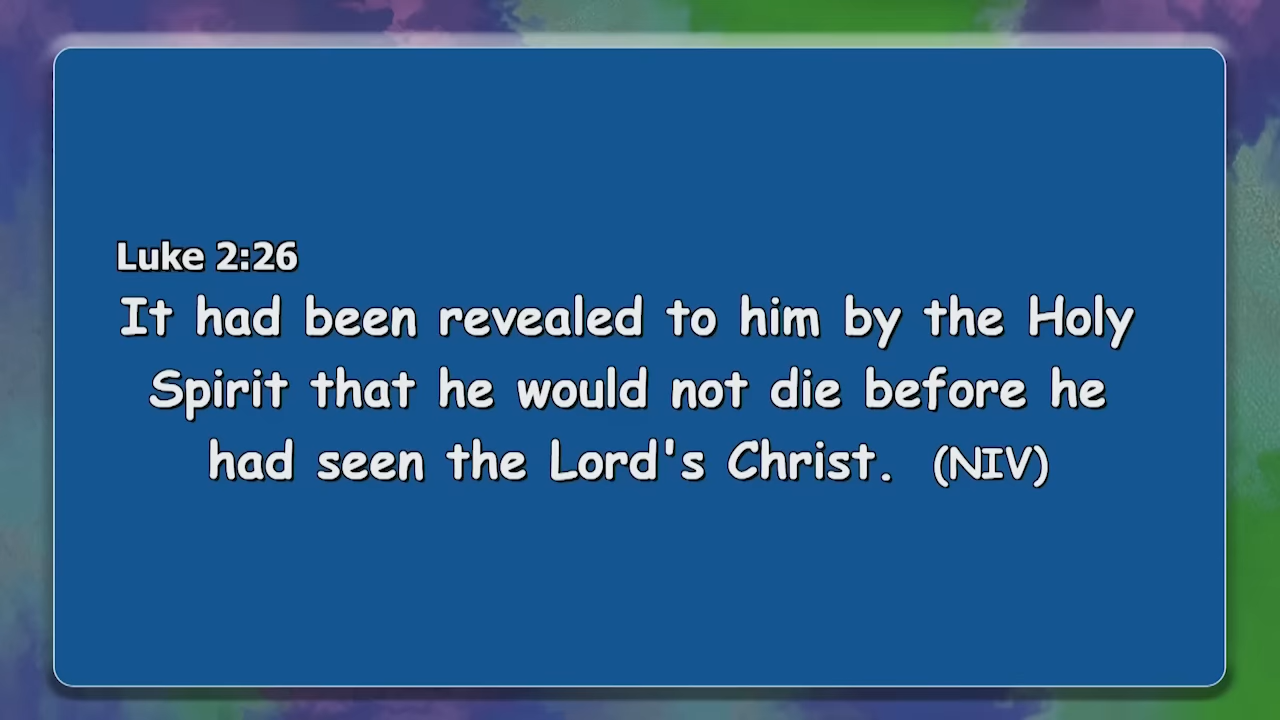 Luke 2:26
It had been revealed to him by the Holy
Spirit that he would not die before he
had seen the Lord's Christ. (NIV)